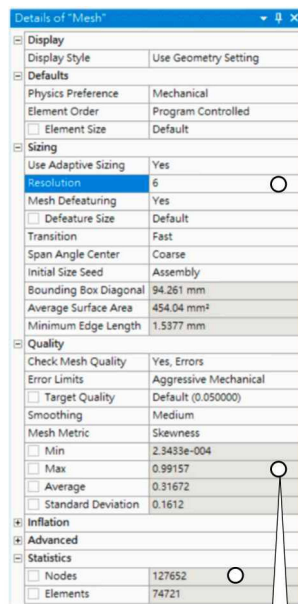 Details of "Mesh"
Display
Display Style Use Geometry Setting
Defaults
Physics Preference Mechanical
Element Order Program Controlled
Element Size Default
Sizing
Use Adaptive Sizing Yes
Resolution 6
Mesh Defeaturing Yes
Defeature Size Default
Transition Fast
Span Angle Center Coarse
Initial Size Seed Assembly
Bounding Box Diagonal 94.261 mm
Average Surface Area 454.04 mm²
Minimum Edge Length 1.5377 mm
Quality
Check Mesh Quality Yes, Errors
Error Limits Aggressive Mechanical
Target Quality Default (0.050000)
Smoothing Medium
Mesh Metric Skewness
Min 2.3433e-004
Max 0.99157
Average 0.31672
Standard Deviation 0.1612
Inflation
Advanced
Statistics
Nodes 127652
Elements 74721